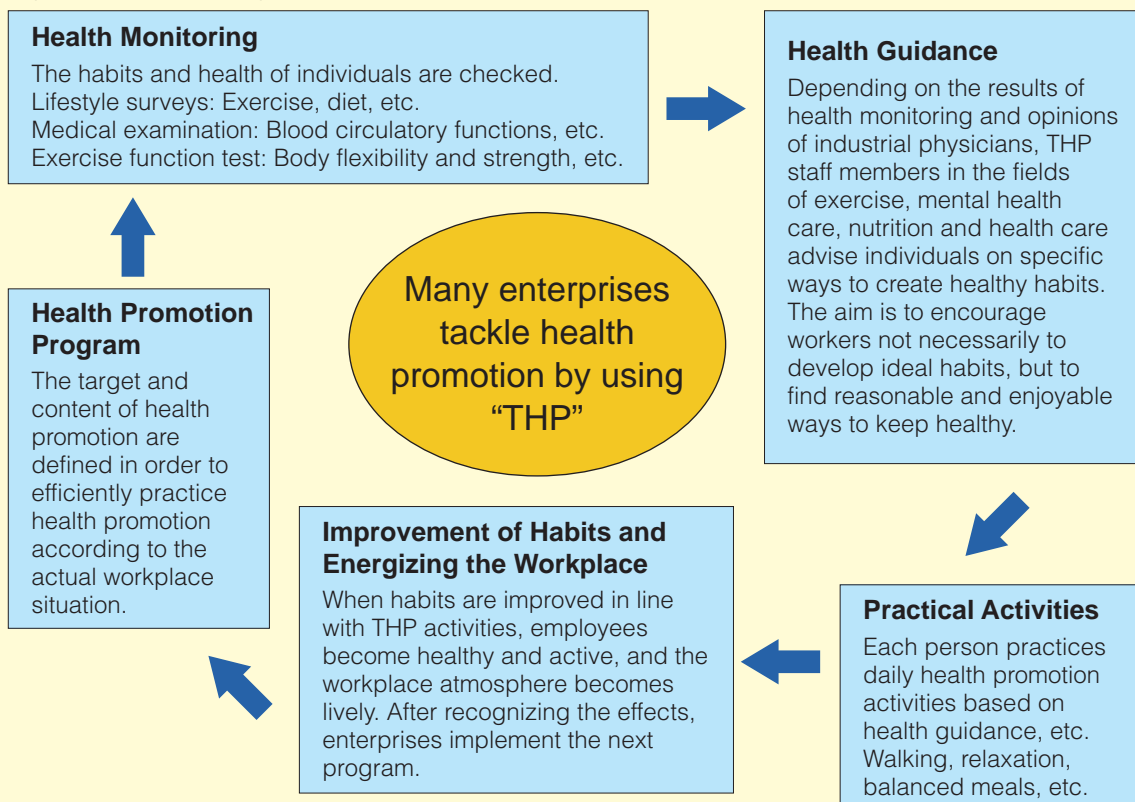 Health Monitoring
The habits and health of individuals are checked.
Lifestyle surveys: Exercise, diet, etc.
Medical examination: Blood circulatory functions, etc.
Exercise function test: Body flexibility and strength, etc.
Health Guidance
Depending on the results of
health monitoring and opinions
of industrial physicians, THP
staff members in the fields
of exercise, mental health
care, nutrition and health care
advise individuals on specific
ways to create healthy habits.
The aim is to encourage
workers not necessarily to
develop ideal habits, but to
find reasonable and enjoyable
ways to keep healthy.
Many enterprises
tackle health
promotion by using
“THP”
Health Promotion
Program
The target and
content of health
promotion are
defined in order to
efficiently practice
health promotion
according to the
actual workplace
situation.
Improvement of Habits and
Energizing the Workplace
When habits are improved in line
with THP activities, employees
become healthy and active, and the
workplace atmosphere becomes
lively. After recognizing the effects,
enterprises implement the next
program.
Practical Activities
Each person practices
daily health promotion
activities based on
health guidance, etc.
Walking, relaxation,
balanced meals, etc.